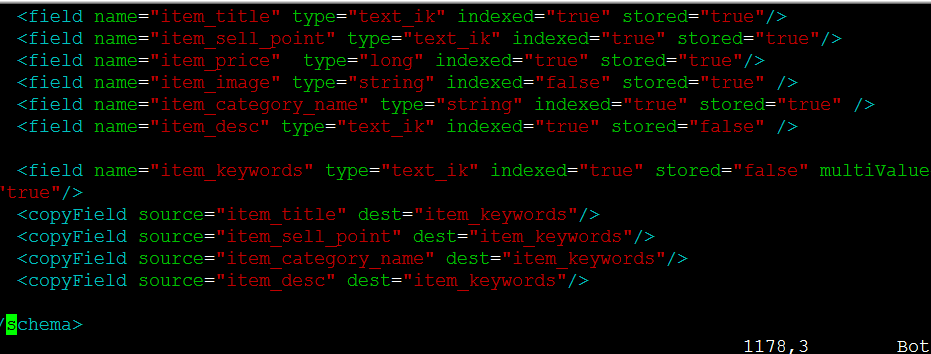 <field name="item_title" type="text_ik" indexed="true" stored="true"/>
<field name="item_sell_point" type="text_ik" indexed="true" stored="true"/>
<field name="item_price"  type="long" indexed="true" stored="true"/>
<field name="item_image" type="string" indexed="false" stored="true" />
<field name="item_category_name" type="string" indexed="true" stored="true" />
<field name="item_desc" type="text_ik" indexed="true" stored="false" />
<field name="item_keywords" type="text_ik" indexed="true" stored="false" multiValue
"true"/>
<copyField source="item_title" dest="item_keywords"/>
<copyField source="item_sell_point" dest="item_keywords"/>
<copyField source="item_category_name" dest="item_keywords"/>
<copyField source="item_desc" dest="item_keywords"/>
/schema>
1178,3 Bot